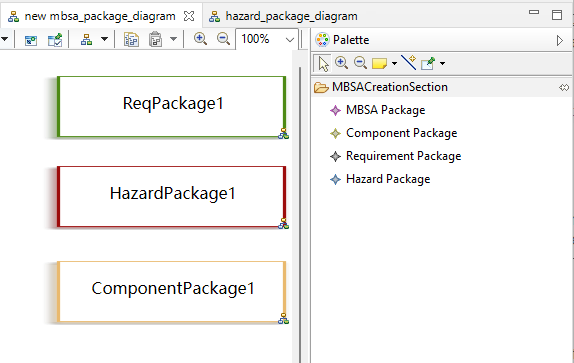 new mbsa_package_diagram
hazard_package_diagram
100%
Palette
MBSACreationSection
MBSA Package
Component Package
Requirement Package
Hazard Package
ReqPackage1
HazardPackage1
ComponentPackage1